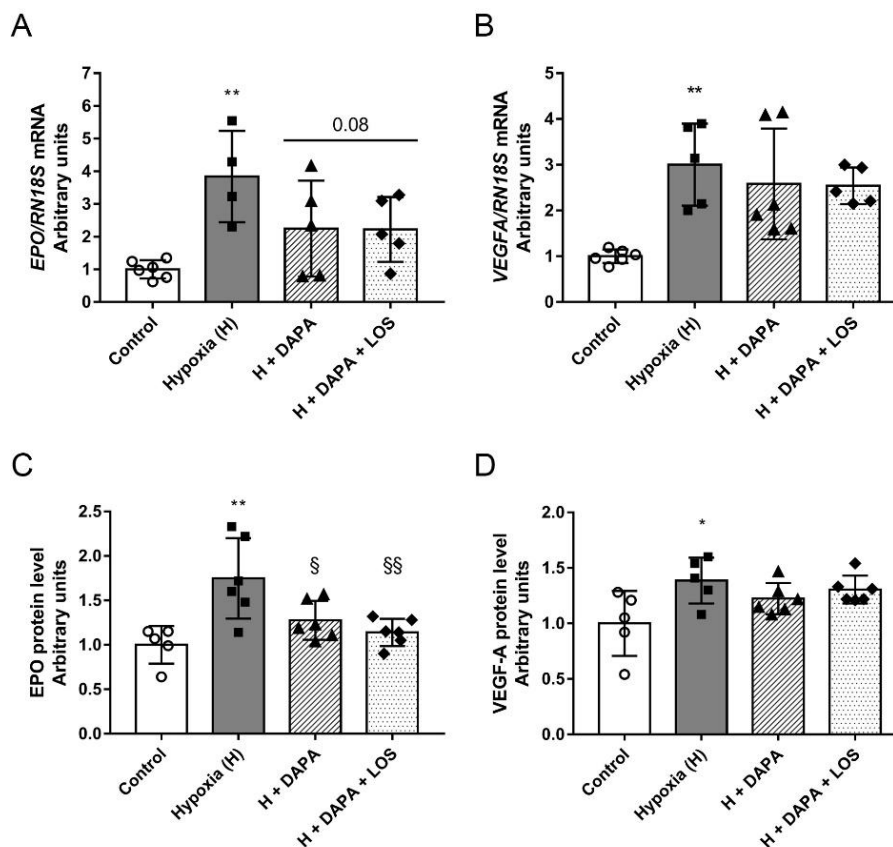 A
EPO/RN18S mRNA
Arbitrary units
7
6
5
4
3
2
1
0
**
0.08
Control
Hypoxia (H)
H + DAPA
H + DAPA + LOS
B
VEGFA/RN18S mRNA
Arbitrary units
5
4
3
2
1
0
**
Control
Hypoxia (H)
H + DAPA
H + DAPA + LOS
C
EPO protein level
Arbitrary units
2.5
2.0
1.5
1.0
0.5
0.0
**
§
§§
Control
Hypoxia (H)
H + DAPA
H + DAPA + LOS
D
VEGF-A protein level
Arbitrary units
2.0
1.5
1.0
0.5
0.0
*
Control
Hypoxia (H)
H + DAPA
H + DAPA + LOS